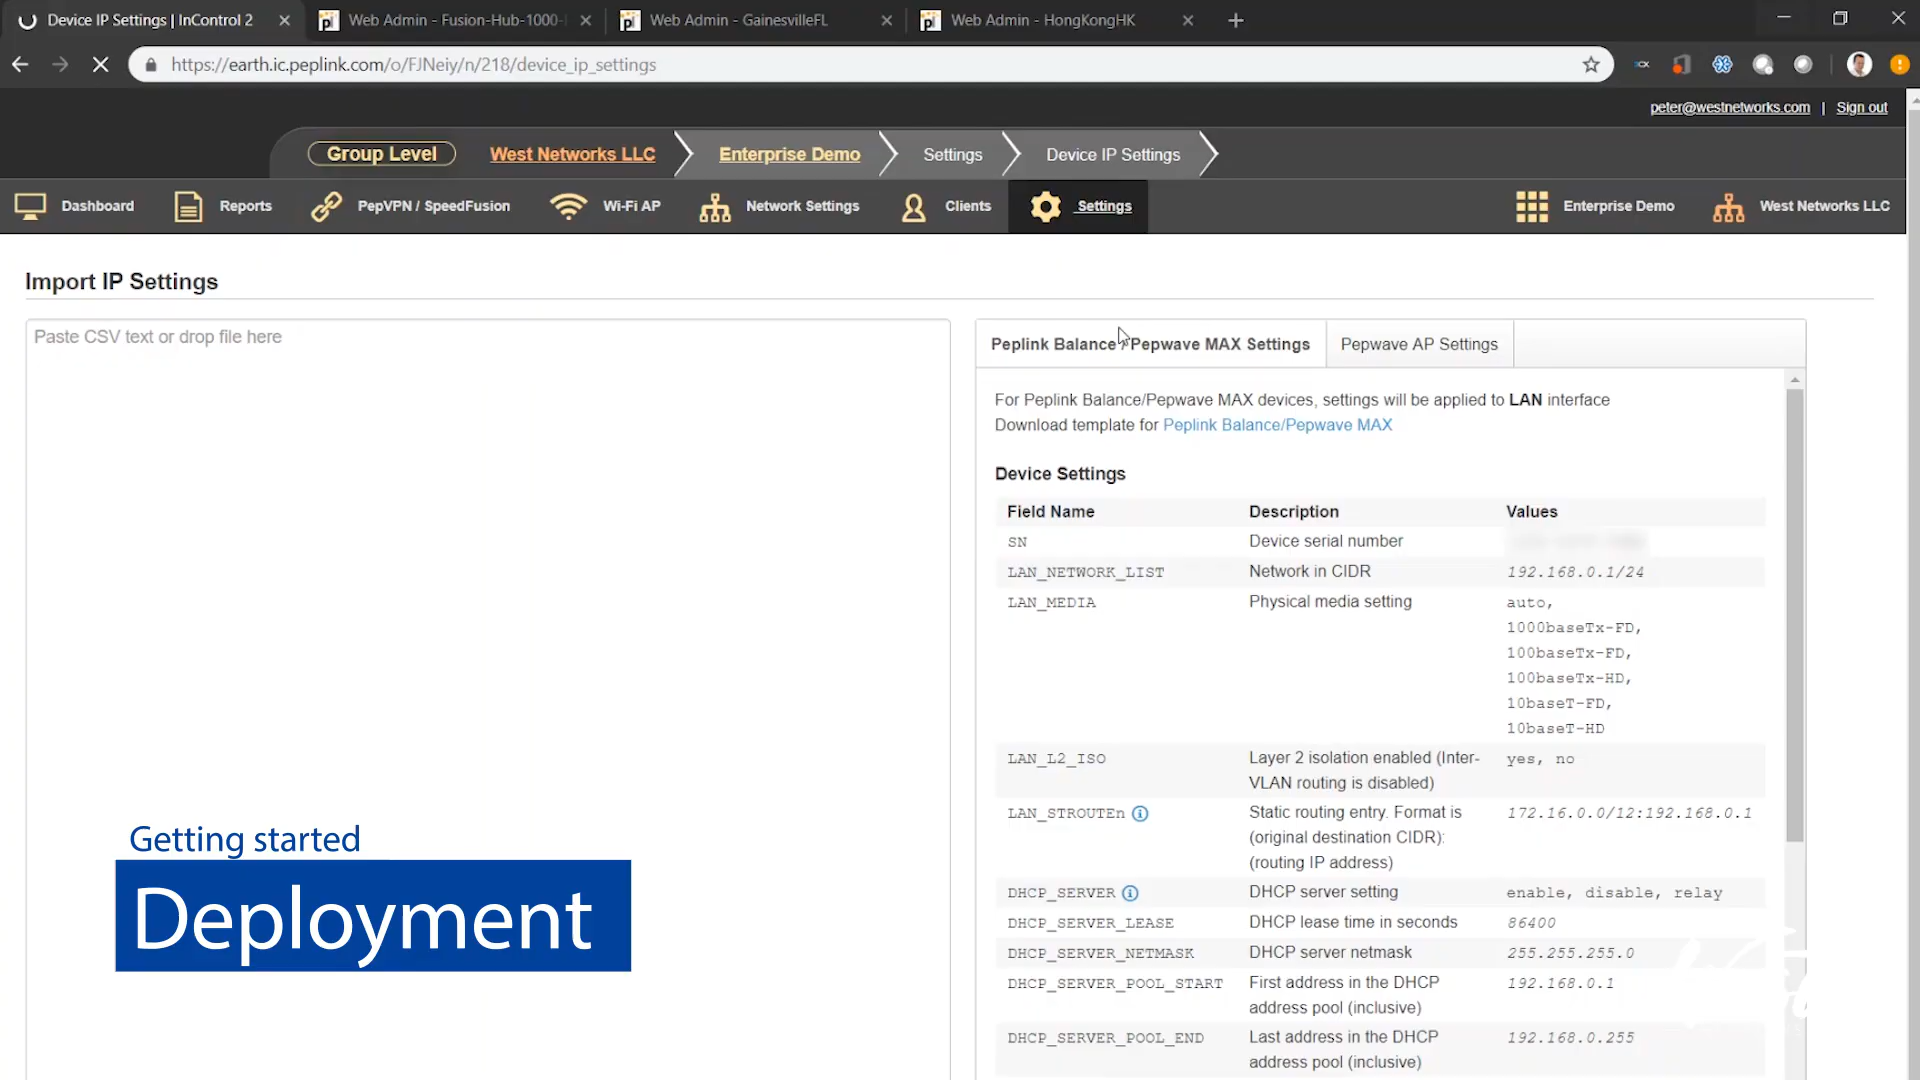 Device IP Settings | InControl 2
Web Admin - Fusion-Hub-1000-
Web Admin - GainesvilleFL
Web Admin - HongKongHK
https://earth.ic.peplink.com/o/FJNeiy/n/218/device_ip_settings
peter@westnetworks.com | Sign out
Group Level West Networks LLC Enterprise Demo Settings Device IP Settings
Dashboard Reports PepVPN / SpeedFusion Wi-Fi AP Network Settings Clients Settings Enterprise Demo West Networks LLC
Import IP Settings
Paste CSV text or drop file here
Peplink Balance / Pepwave MAX Settings Pepwave AP Settings
For Peplink Balance/Pepwave MAX devices, settings will be applied to LAN interface
Download template for Peplink Balance/Pepwave MAX
Device Settings
Field Name Description Values
SN Device serial number
LAN_NETWORK_LIST Network in CIDR 192.168.0.1/24
LAN_MEDIA Physical media setting auto,
1000baseTx-FD,
100baseTx-FD,
100baseTx-HD,
10baseT-FD,
10baseT-HD
LAN_L2_ISO Layer 2 isolation enabled (Inter- yes, no
VLAN routing is disabled)
LAN_STROUTEn Static routing entry. Format is 172.16.0.0/12:192.168.0.1
(original destination CIDR):
(routing IP address)
DHCP_SERVER DHCP server setting enable, disable, relay
DHCP_SERVER_LEASE DHCP lease time in seconds 86400
DHCP_SERVER_NETMASK DHCP server netmask 255.255.255.0
DHCP_SERVER_POOL_START First address in the DHCP 192.168.0.1
address pool (inclusive)
DHCP_SERVER_POOL_END Last address in the DHCP 192.168.0.255
address pool (inclusive)
Getting started
Deployment